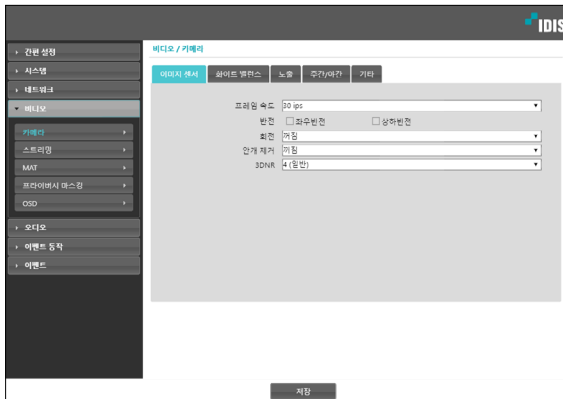 IDIS
간편 설정
시스템
네트워크
비디오
카메라
스트리밍
MAT
프라이버시 마스킹
OSD
오디오
이벤트 동작
이벤트
비디오 / 카메라
이미지 센서 화이트 밸런스 노출 주간/야간 기타
프레임 속도 30 ips
반전 좌우반전 상하반전
회전 꺼짐
안개 제거 꺼짐
3DNR 4 (일반)
저장